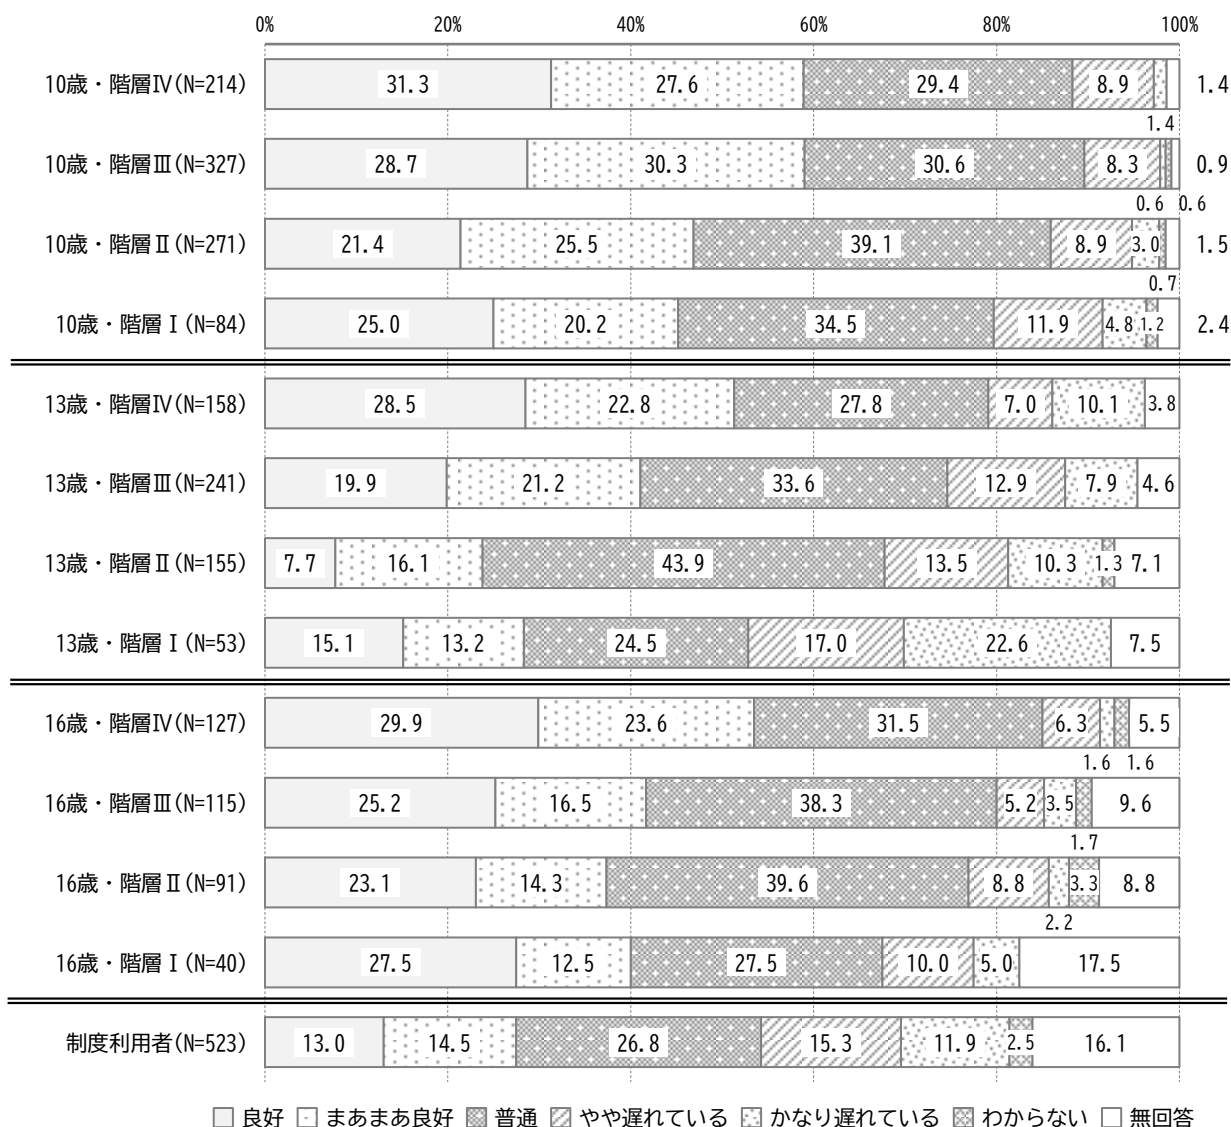 0% 20% 40% 60% 80% 100%
10歳・階層Ⅳ(N=214) 31.3 27.6 29.4 8.9 1.4
1.4
10歳・階層Ⅲ(N=327) 28.7 30.3 30.6 8.3 0.9
0.6 0.6
10歳・階層Ⅱ(N=271) 21.4 25.5 39.1 8.9 3.0 1.5
0.7
10歳・階層Ⅰ(N=84) 25.0 20.2 34.5 11.9 4.8 1.2 2.4
13歳・階層Ⅳ(N=158) 28.5 22.8 27.8 7.0 10.1 3.8
13歳・階層Ⅲ(N=241) 19.9 21.2 33.6 12.9 7.9 4.6
13歳・階層Ⅱ(N=155) 7.7 16.1 43.9 13.5 10.3 1.3 7.1
13歳・階層Ⅰ(N=53) 15.1 13.2 24.5 17.0 22.6 7.5
16歳・階層Ⅳ(N=127) 29.9 23.6 31.5 6.3 5.5
1.6 1.6
16歳・階層Ⅲ(N=115) 25.2 16.5 38.3 5.2 3.5 9.6
1.7
16歳・階層Ⅱ(N=91) 23.1 14.3 39.6 8.8 3.3 8.8
2.2
16歳・階層Ⅰ(N=40) 27.5 12.5 27.5 10.0 5.0 17.5
制度利用者(N=523) 13.0 14.5 26.8 15.3 11.9 2.5 16.1
良好 まあまあ良好 普通 やや遅れている かなり遅れている わからない 無回答